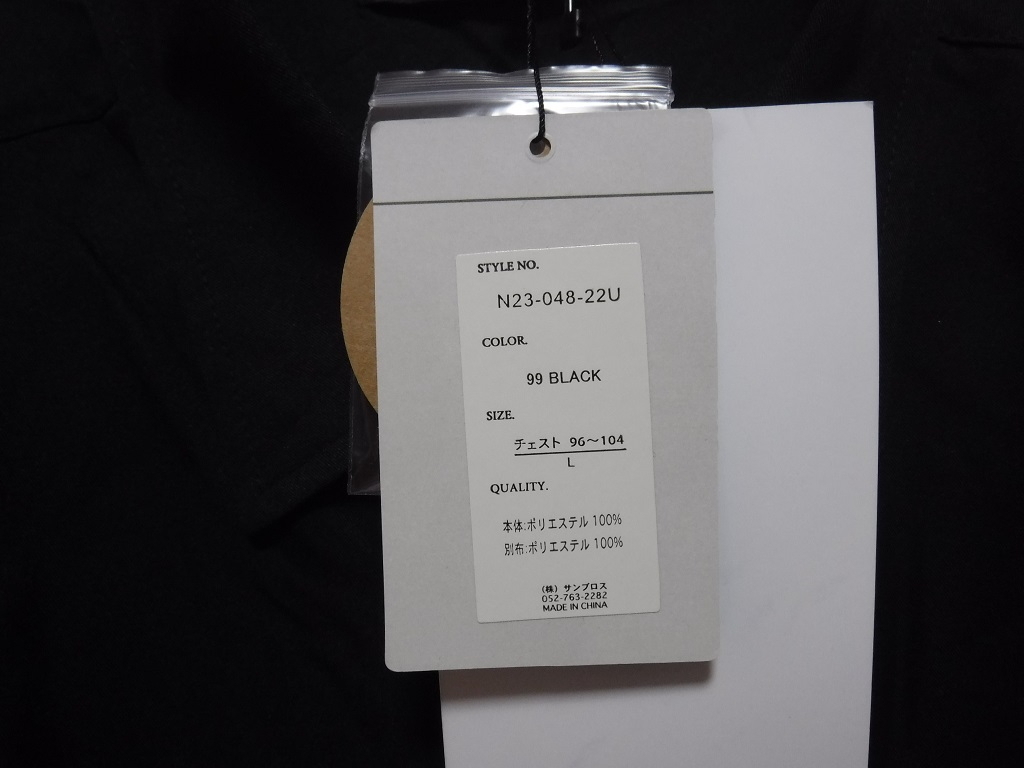 STYLE NO.
N23-048-22U
COLOR.
99 BLACK
SIZE.
チェスト 96～104
L
QUALITY.
本体:ポリエステル 100%
別布:ポリエステル 100%
(株) サンブロス
052-763-2282
MADE IN CHINA